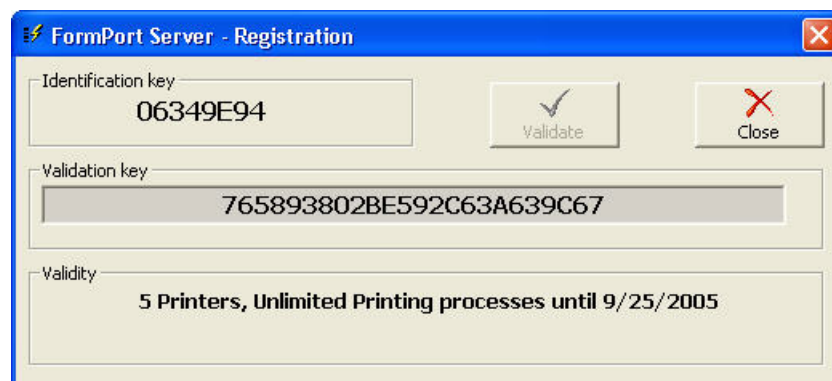 FormPort Server - Registration
Identification key
06349E94
Validate
Close
Validation key
765893802BE592C63A639C67
Validity
5 Printers, Unlimited Printing processes until 9/25/2005